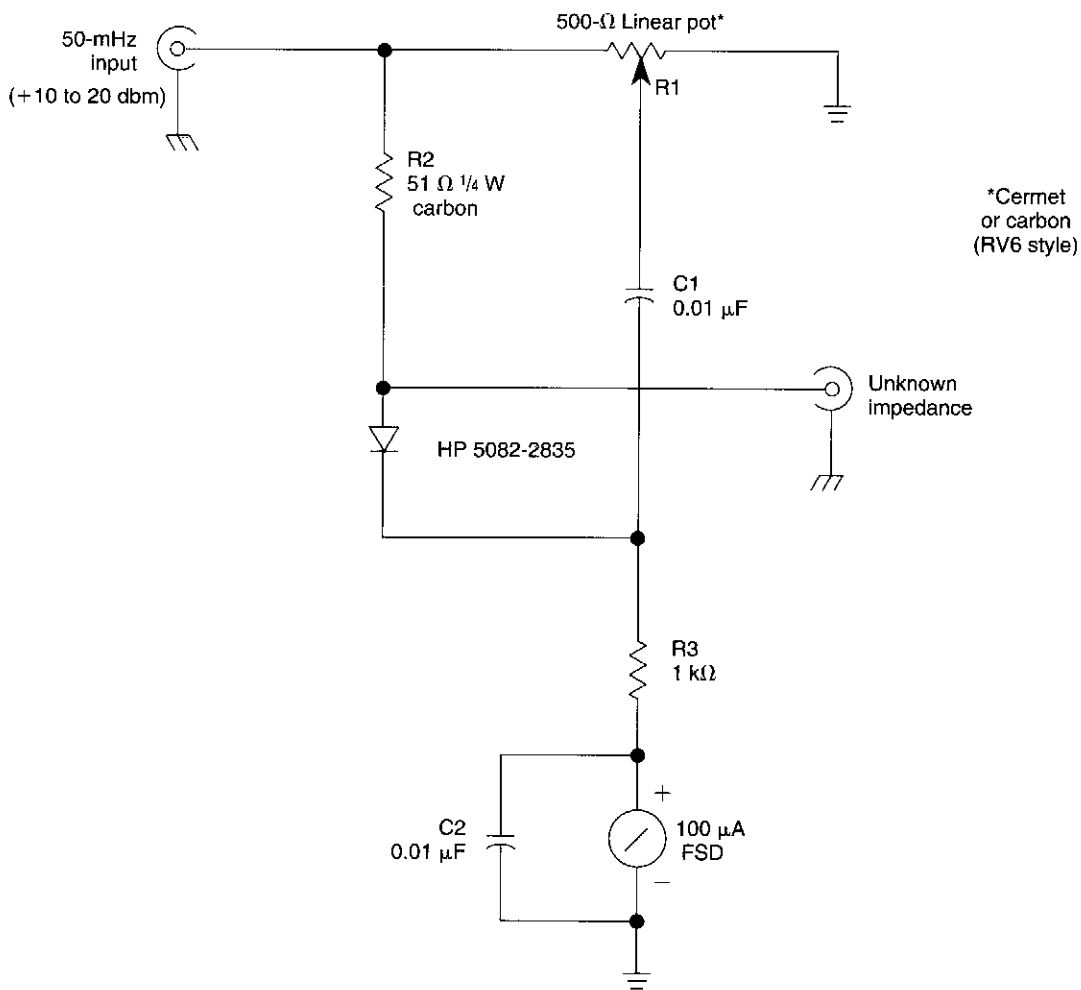 500-Ω Linear pot*
50-mHz
input
(+10 to 20 dbm)
R1
R2
51 Ω 1/4 W
carbon
*Cermet
or carbon
(RV6 style)
C1
0.01 μF
Unknown
impedance
HP 5082-2835
R3
1 kΩ
+
C2
0.01 μF
100 μA
FSD
−